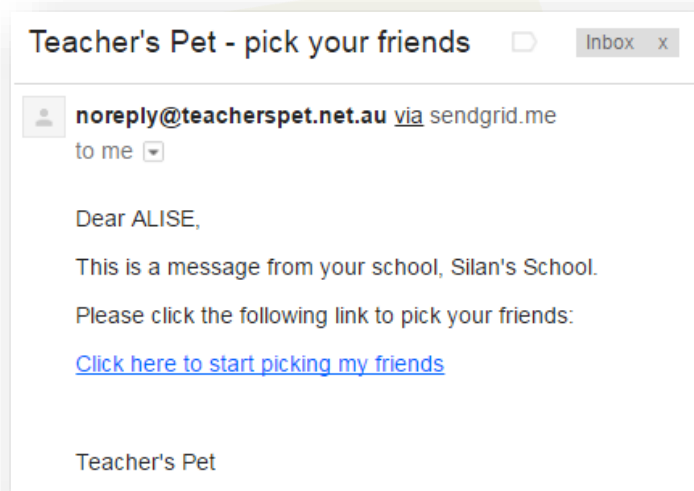 Teacher's Pet - pick your friends Inbox x
noreply@teacherspet.net.au via sendgrid.me
to me
Dear ALISE,
This is a message from your school, Silan's School.
Please click the following link to pick your friends:
Click here to start picking my friends
Teacher's Pet